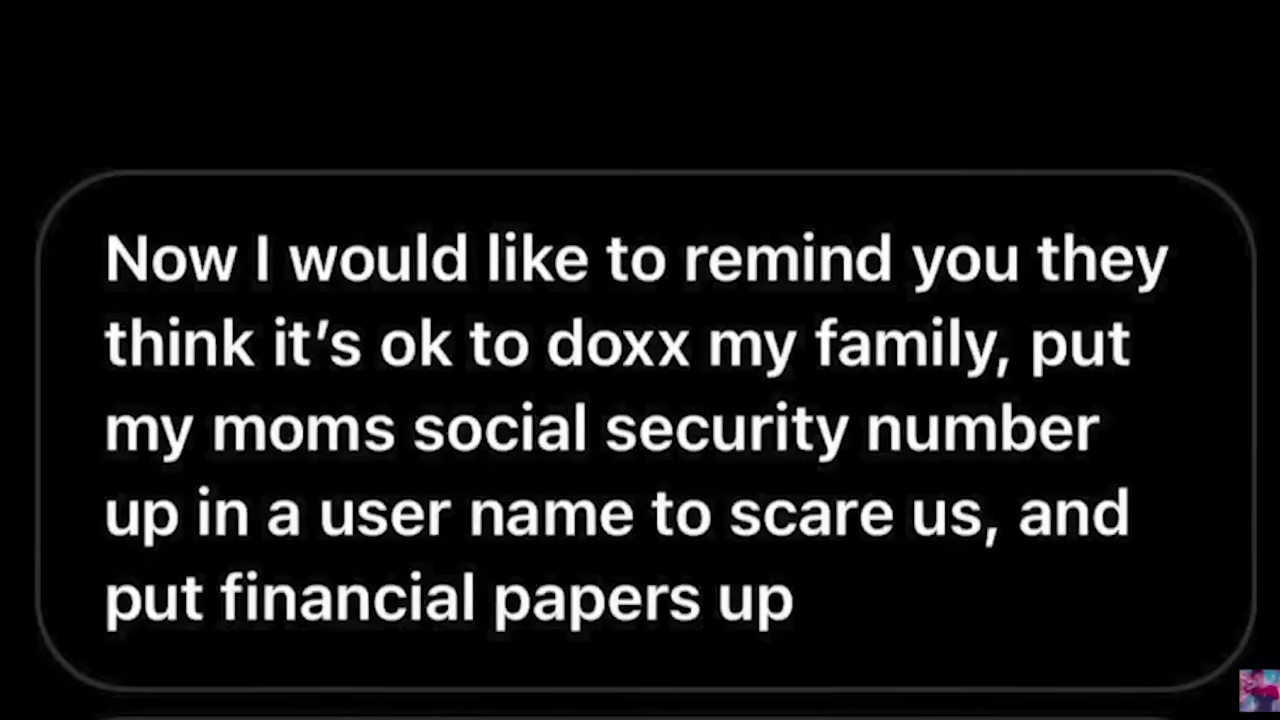 Now I would like to remind you they
think it’s ok to doxx my family, put
my moms social security number
up in a user name to scare us, and
put financial papers up